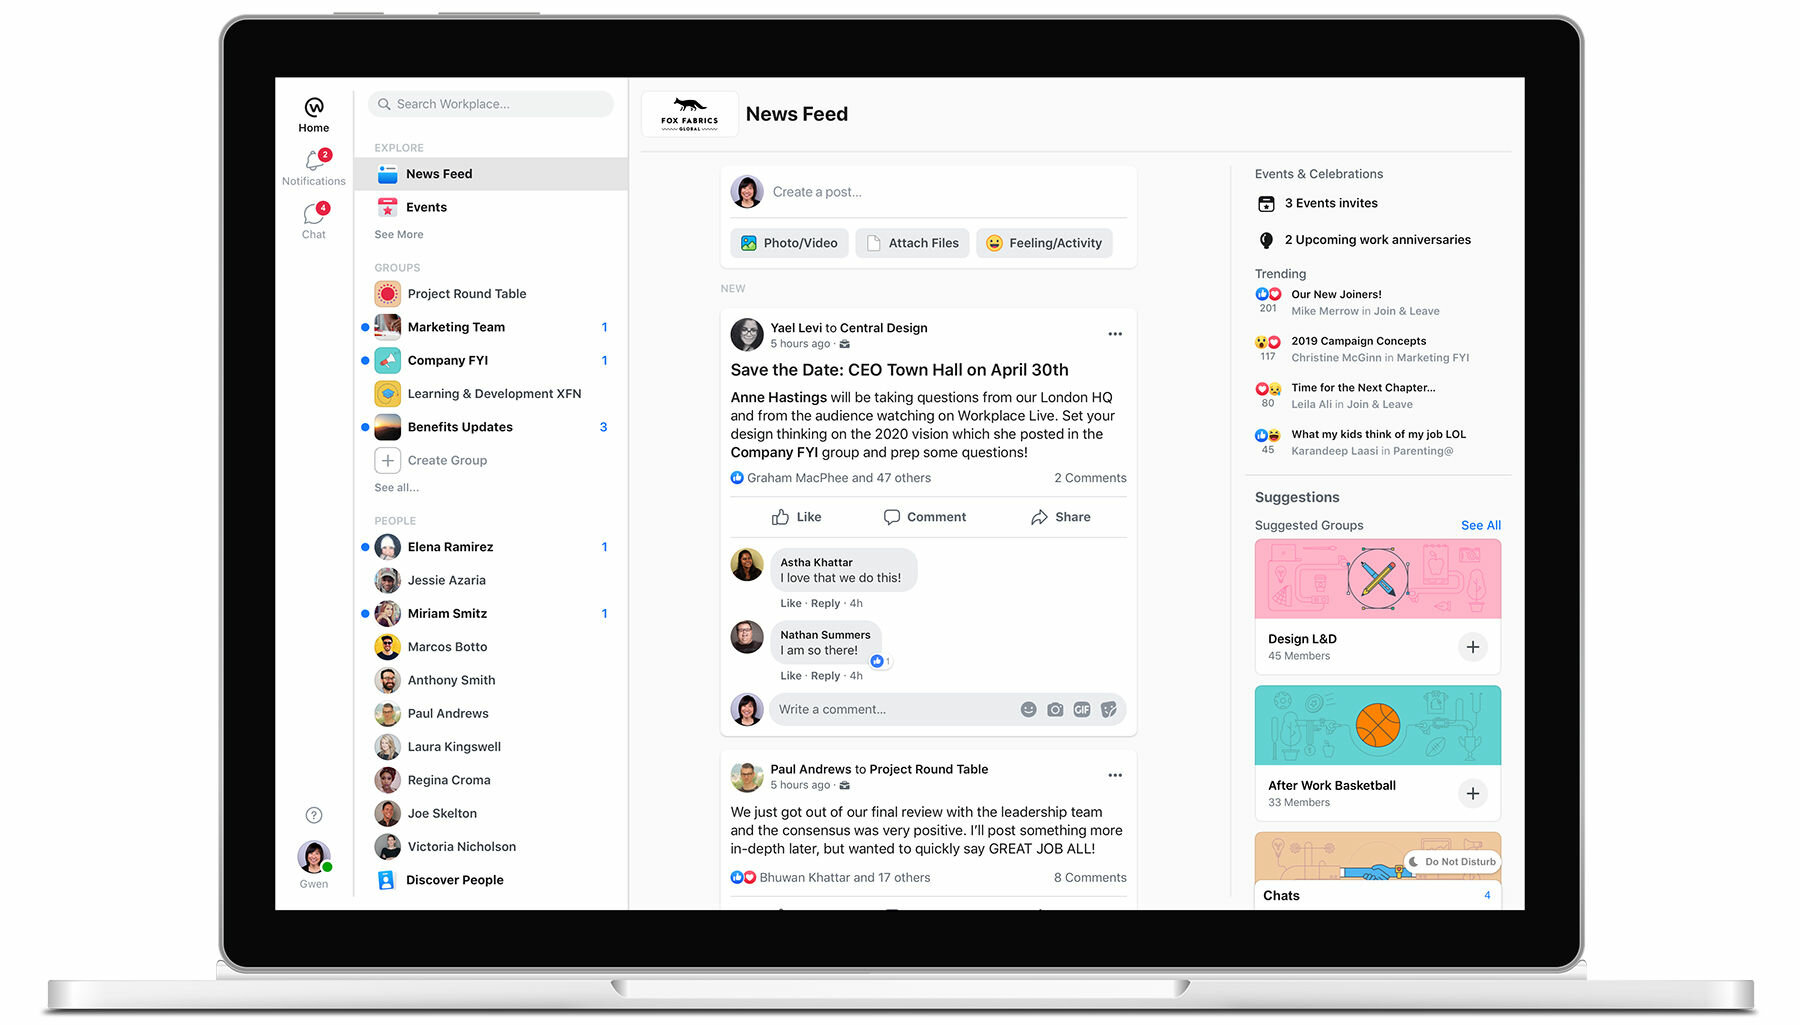 Home
2
Notifications
4
Chat
Gwen
Search Workplace...
EXPLORE
News Feed
Events
See More
GROUPS
Project Round Table
Marketing Team 1
Company FYI 1
Learning & Development XFN
Benefits Updates 3
Create Group
See all...
PEOPLE
Elena Ramirez 1
Jessie Azaria
Miriam Smitz 1
Marcos Botto
Anthony Smith
Paul Andrews
Laura Kingswell
Regina Croma
Joe Skelton
Victoria Nicholson
Discover People
FOX FABRICS
GLOBAL
News Feed
Create a post...
Photo/Video Attach Files Feeling/Activity
NEW
Yael Levi to Central Design
5 hours ago ·
Save the Date: CEO Town Hall on April 30th
Anne Hastings will be taking questions from our London HQ
and from the audience watching on Workplace Live. Set your
design thinking on the 2020 vision which she posted in the
Company FYI group and prep some questions!
Graham MacPhee and 47 others 2 Comments
Like Comment Share
Astha Khattar
I love that we do this!
Like · Reply · 4h
Nathan Summers
I am so there!
1
Like · Reply · 4h
Write a comment... GIF
Paul Andrews to Project Round Table
5 hours ago ·
We just got out of our final review with the leadership team
and the consensus was very positive. I'll post something more
in-depth later, but wanted to quickly say GREAT JOB ALL!
Bhuwan Khattar and 17 others 8 Comments
Events & Celebrations
3 Events invites
2 Upcoming work anniversaries
Trending
Our New Joiners!
201 Mike Merrow in Join & Leave
2019 Campaign Concepts
117 Christine McGinn in Marketing FYI
Time for the Next Chapter...
80 Leila Ali in Join & Leave
What my kids think of my job LOL
45 Karandeep Laasi in Parenting@
Suggestions
Suggested Groups See All
Design L&D
45 Members
After Work Basketball
33 Members
Do Not Disturb
Chats 4